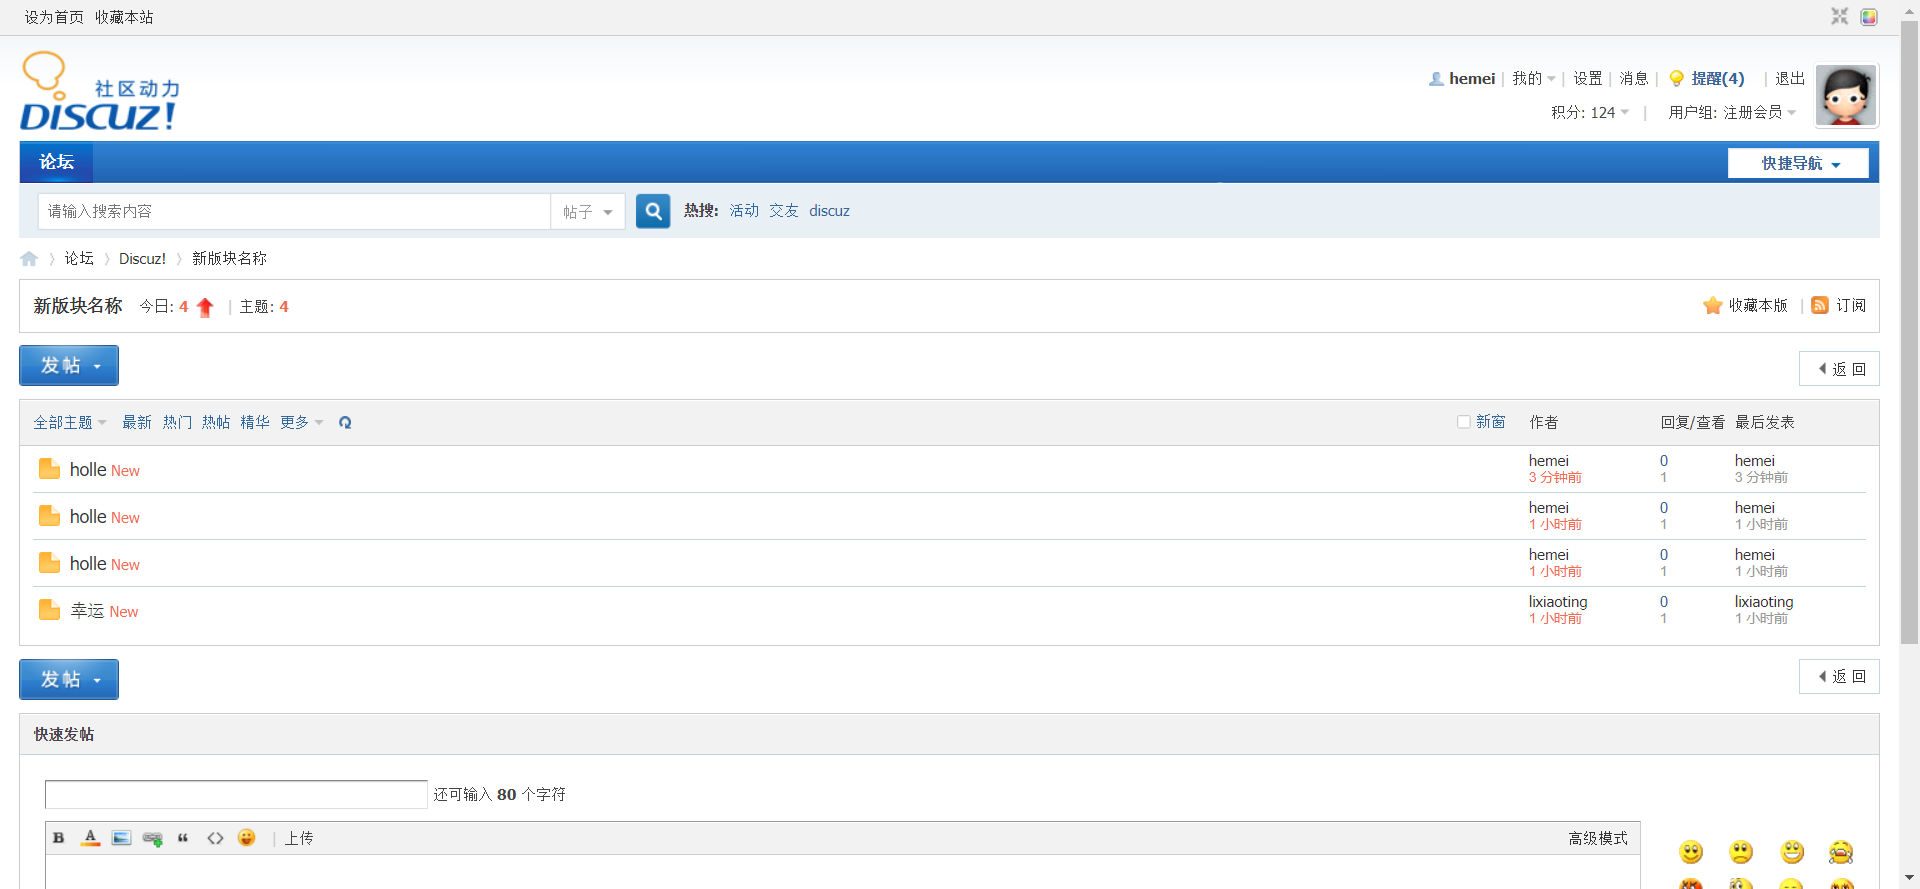 设为首页 收藏本站
社区动力
DISCUZ!
hemei | 我的 | 设置 | 消息 | 提醒(4) | 退出
积分: 124 | 用户组: 注册会员
论坛
快捷导航
请输入搜索内容 帖子 热搜: 活动 交友 discuz
论坛 Discuz! 新版块名称
新版块名称 今日: 4 | 主题: 4 收藏本版 | 订阅
发帖
返 回
全部主题 最新 热门 热帖 精华 更多 新窗 作者 回复/查看 最后发表
holle New hemei 0 hemei
3 分钟前 1 3 分钟前
holle New hemei 0 hemei
1 小时前 1 1 小时前
holle New hemei 0 hemei
1 小时前 1 1 小时前
幸运 New lixiaoting 0 lixiaoting
1 小时前 1 1 小时前
发帖
返 回
快速发帖
还可输入 80 个字符
B A “ <> | 上传 高级模式